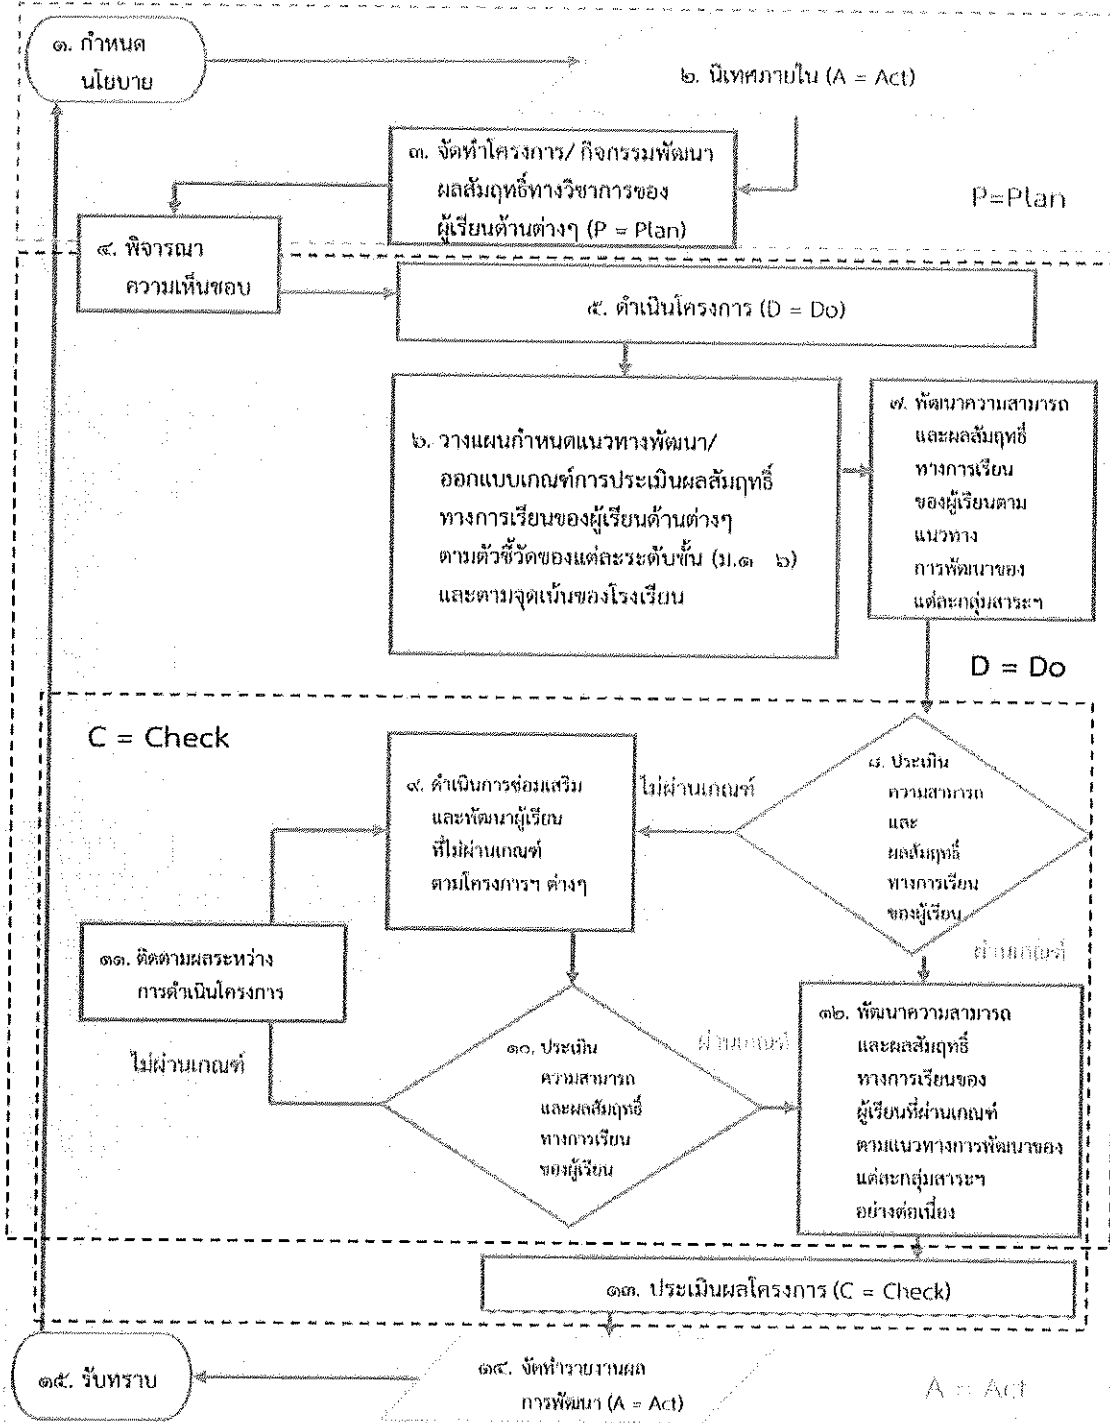 ๑. กำหนด
นโยบาย
๒. นิเทศภายใน (A = Act)
๓. จัดทำโครงการ/ กิจกรรมพัฒนา
ผลสัมฤทธิ์ทางวิชาการของ
ผู้เรียนด้านต่างๆ (P = Plan)
P=Plan
๔. พิจารณา
ความเห็นชอบ
๕. ดำเนินโครงการ (D = Do)
๖. วางแผนกำหนดแนวทางพัฒนา/
ออกแบบเกณฑ์การประเมินผลสัมฤทธิ์
ทางการเรียนของผู้เรียนด้านต่างๆ
ตามตัวชี้วัดของแต่ละระดับชั้น (ม.๑ ๖)
และตามจุดเน้นของโรงเรียน
๗. พัฒนาความสามารถ
และผลสัมฤทธิ์
ทางการเรียน
ของผู้เรียนตาม
แนวทาง
การพัฒนาของ
แต่ละกลุ่มสาระฯ
D = Do
C = Check
๘. ประเมิน
ความสามารถ
และ
ผลสัมฤทธิ์
ทางการเรียน
ของผู้เรียน
ไม่ผ่านเกณฑ์
๙. ดำเนินการซ่อมเสริม
และพัฒนาผู้เรียน
ที่ไม่ผ่านเกณฑ์
ตามโครงการฯ ต่างๆ
ผ่านเกณฑ์
๑๑. ติดตามผลระหว่าง
การดำเนินโครงการ
ไม่ผ่านเกณฑ์
๑๐. ประเมิน
ความสามารถ
และผลสัมฤทธิ์
ทางการเรียน
ของผู้เรียน
ผ่านเกณฑ์
๑๒. พัฒนาความสามารถ
และผลสัมฤทธิ์
ทางการเรียนของ
ผู้เรียนที่ผ่านเกณฑ์
ตามแนวทางการพัฒนาของ
แต่ละกลุ่มสาระฯ
อย่างต่อเนื่อง
๑๓. ประเมินผลโครงการ (C = Check)
๑๕. รับทราบ
๑๔. จัดทำรายงานผล
การพัฒนา (A = Act)
A = Act